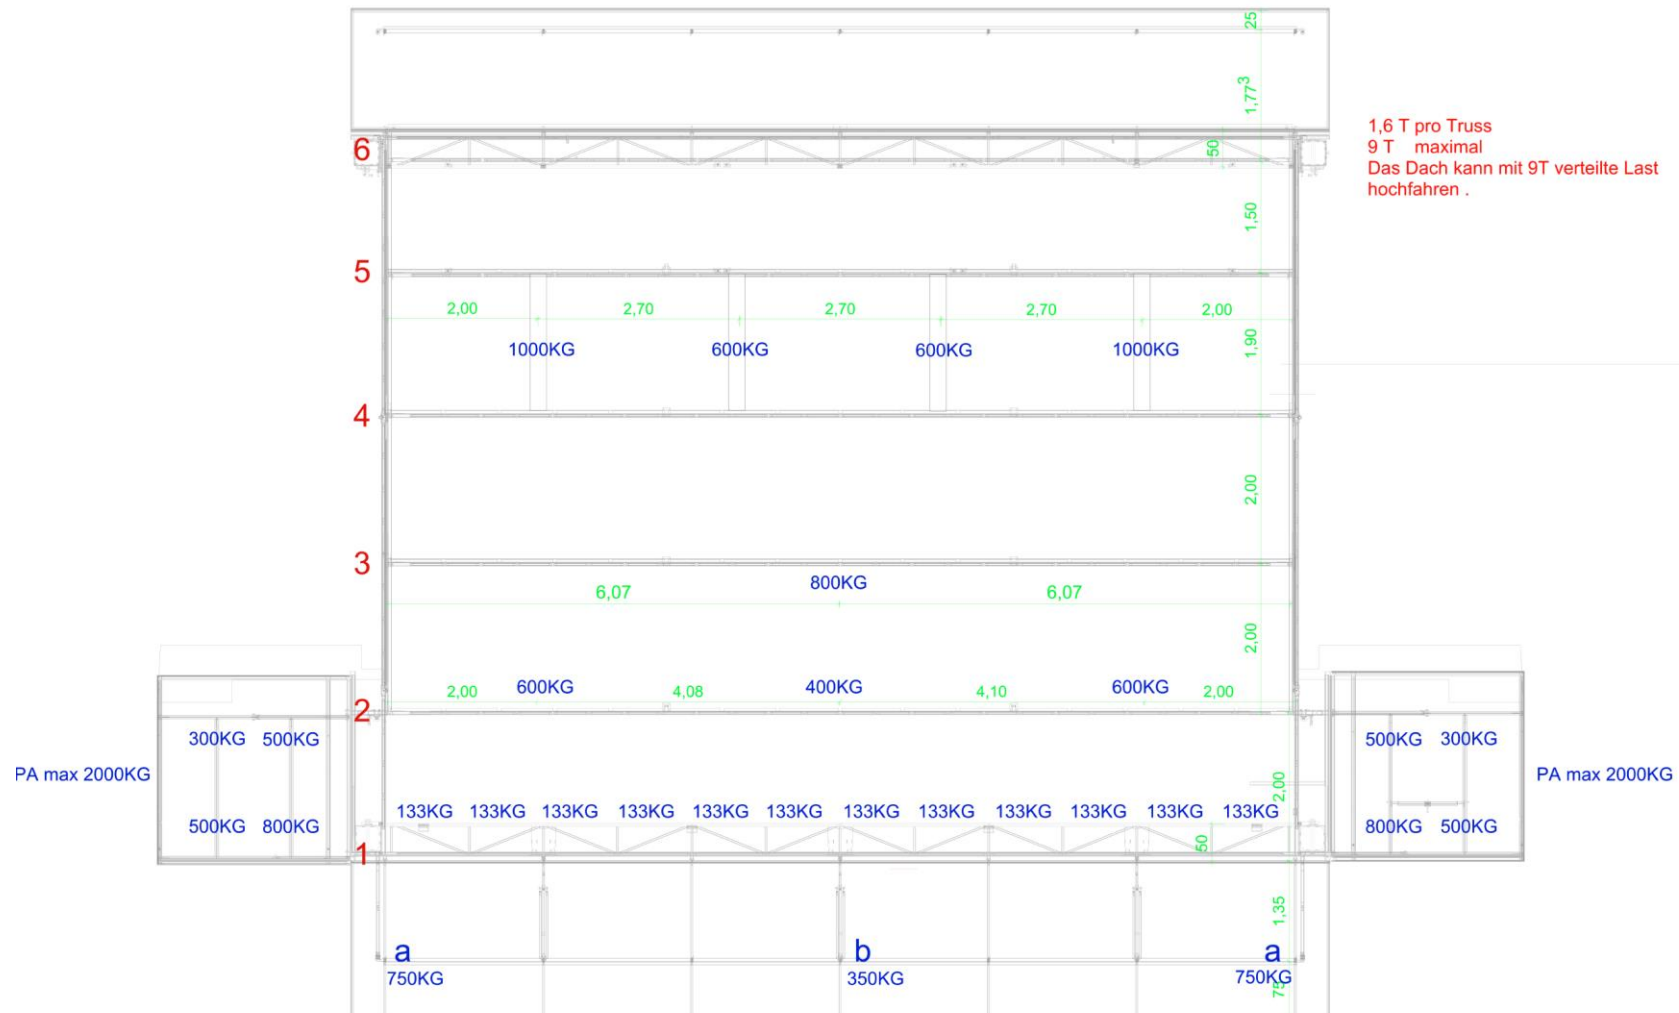 25
1,77³
1,6 T pro Truss
9 T maximal
Das Dach kann mit 9T verteilte Last
hochfahren .
6
50
1,50
5
2,00 2,70 2,70 2,70 2,00
1000KG 600KG 600KG 1000KG
1,90
4
2,00
3
800KG
6,07 6,07
2,00
600KG 400KG 600KG
2,00 4,08 4,10 2,00
2
300KG 500KG 500KG 300KG
PA max 2000KG PA max 2000KG
2,00
133KG 133KG 133KG 133KG 133KG 133KG 133KG 133KG 133KG 133KG 133KG 133KG
500KG 800KG 800KG 500KG
50
1
1,35
a b a
750KG 350KG 750KG
75